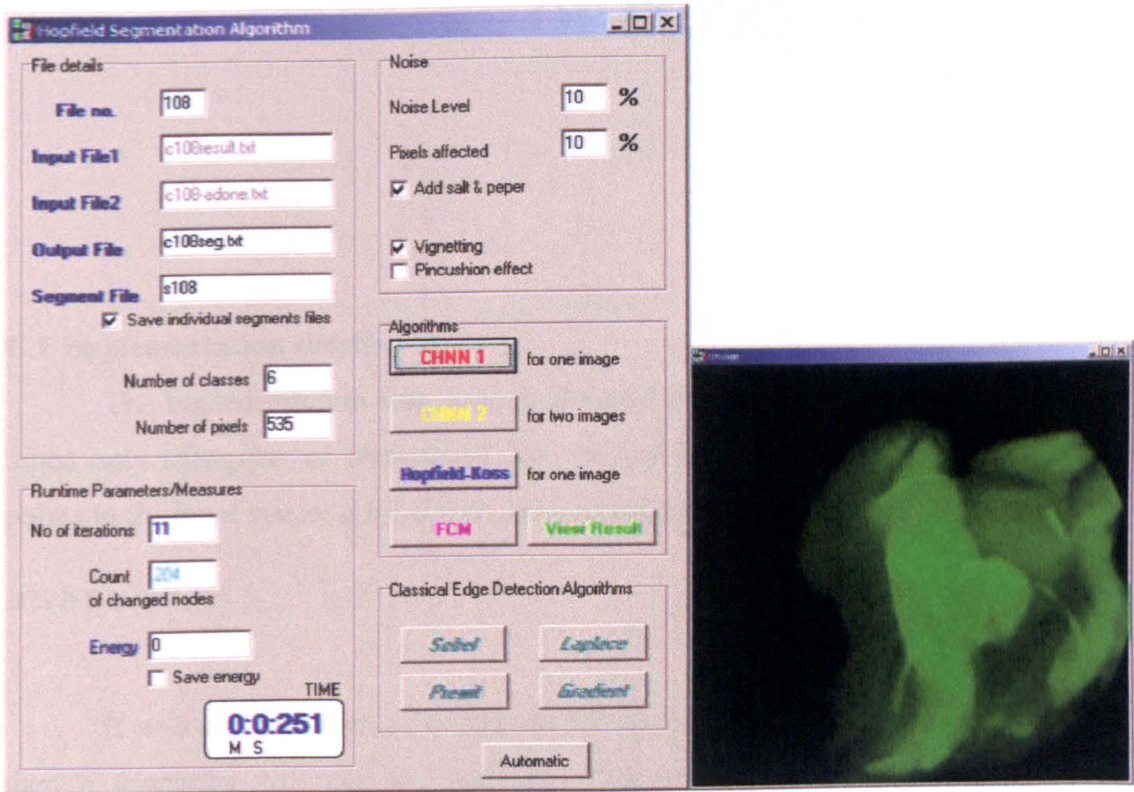 Hopfield Segmentation Algorithm
File details
File no. 108
Input File1 c108result.txt
Input File2 c108-adone.txt
Output File c108seg.txt
Segment File s108
Save individual segments files
Number of classes 6
Number of pixels 535
Runtime Parameters/Measures
No of iterations 11
Count 204
of changed nodes
Energy 0
Save energy
TIME
0:0:251
M S
Noise
Noise Level 10 %
Pixels affected 10 %
Add salt & peper
Vignetting
Pincushion effect
Algorithms
CHNN 1 for one image
CHNN 2 for two images
Hopfield-Koss for one image
FCM View Result
Classical Edge Detection Algorithms
Sobel Laplace
Prewit Gradient
Automatic